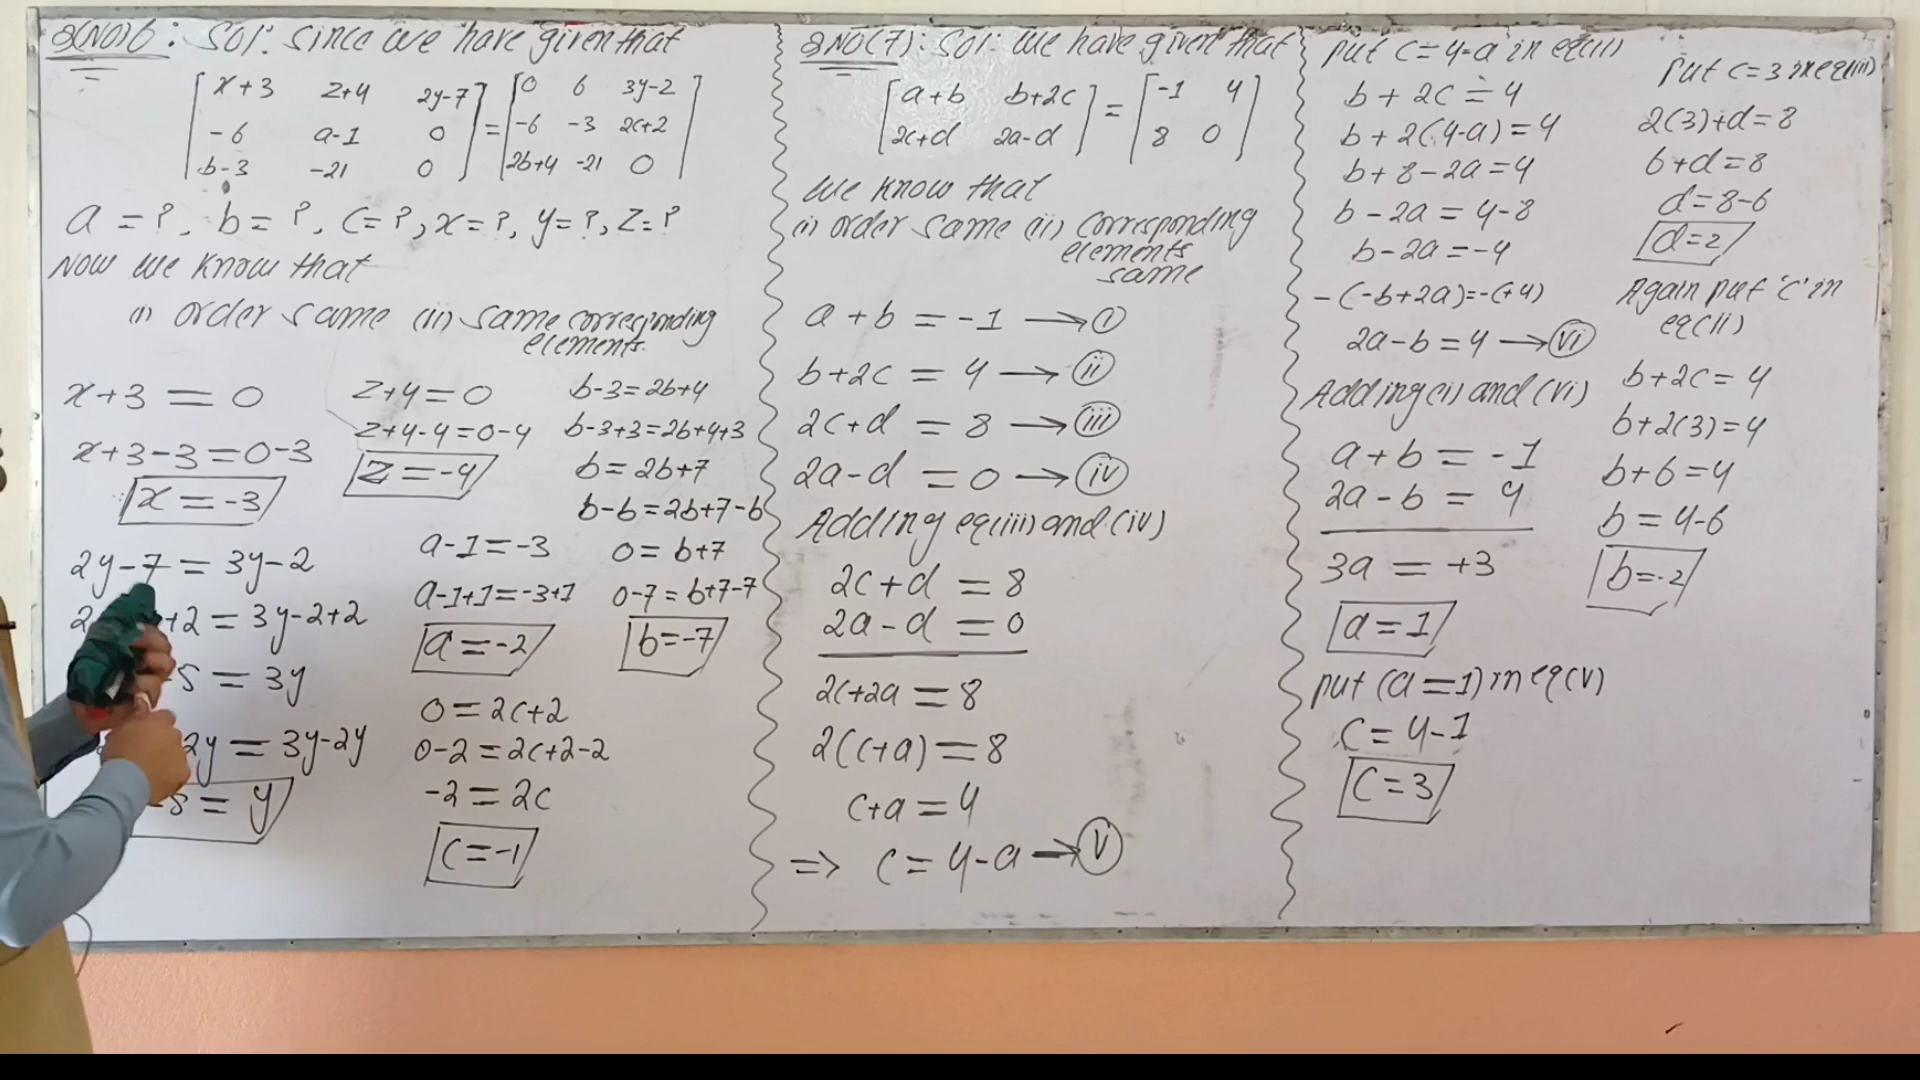 Q(NO)6: Sol: Since we have given that
[x+3 z+4 2y-7] = [0 6 3y-2]
[-6 a-1 0] [-6 -3 2c+2]
[b-3 -21 0] [2b+4 -21 0]
a=?, b=?, c=?, x=?, y=?, z=?
Now we know that
(i) order same (ii) same corresponding
elements.
x+3=0
x+3-3=0-3
x=-3
2y-7=3y-2
+2=3y-2+2
-5=3y
2y=3y-2y
-5=y
z+4=0
z+4-4=0-4
z=-4
a-1=-3
a-1+1=-3+1
a=-2
0=2c+2
0-2=2c+2-2
-2=2c
c=-1
b-3=2b+4
b-3+3=2b+4+3
b=2b+7
b-b=2b+7-b
0=b+7
0-7=b+7-7
b=-7
QNO(7): Sol: We have given that
[a+b b+2c] = [-1 4]
[2c+d 2a-d] [8 0]
We know that
(i) order same (ii) corresponding
elements
same
a+b=-1 → (i)
b+2c=4 → (ii)
2c+d=8 → (iii)
2a-d=0 → (iv)
Adding eq(iii) and (iv)
2c+d=8
2a-d=0
2c+2a=8
2(c+a)=8
c+a=4
=> c=4-a → (v)
put c=4-a in eq(ii)
b+2c=4
b+2(4-a)=4
b+8-2a=4
b-2a=4-8
b-2a=-4
-(-b+2a)=-(+4)
2a-b=4 → (vi)
Adding (i) and (vi)
a+b=-1
2a-b=4
3a=+3
a=1
put (a=1) in eq(v)
c=4-1
c=3
put c=3 in eq(iii)
2(3)+d=8
6+d=8
d=8-6
d=2
Again put 'c' in
eq(ii)
b+2c=4
b+2(3)=4
b+6=4
b=4-6
b=-2